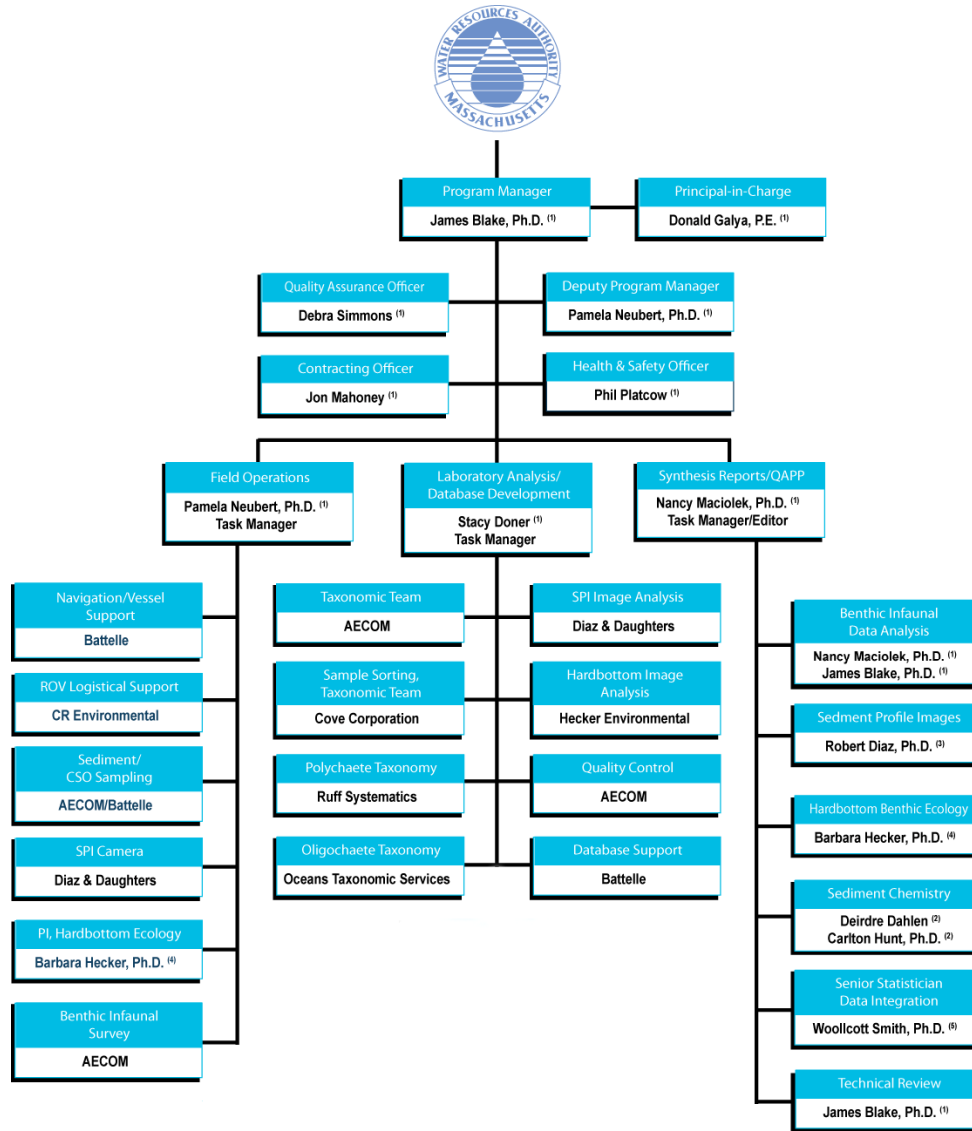 WATER RESOURCES AUTHORITY
MASSACHUSETTS
Program Manager
James Blake, Ph.D. (1)
Principal-in-Charge
Donald Galya, P.E. (1)
Quality Assurance Officer
Debra Simmons (1)
Deputy Program Manager
Pamela Neubert, Ph.D. (1)
Contracting Officer
Jon Mahoney (1)
Health & Safety Officer
Phil Platcow (1)
Field Operations
Pamela Neubert, Ph.D. (1)
Task Manager
Laboratory Analysis/
Database Development
Stacy Doner (1)
Task Manager
Synthesis Reports/QAPP
Nancy Maciolek, Ph.D. (1)
Task Manager/Editor
Navigation/Vessel
Support
Battelle
ROV Logistical Support
CR Environmental
Sediment/
CSO Sampling
AECOM/Battelle
SPI Camera
Diaz & Daughters
PI, Hardbottom Ecology
Barbara Hecker, Ph.D. (4)
Benthic Infaunal
Survey
AECOM
Taxonomic Team
AECOM
SPI Image Analysis
Diaz & Daughters
Sample Sorting,
Taxonomic Team
Cove Corporation
Hardbottom Image
Analysis
Hecker Environmental
Polychaete Taxonomy
Ruff Systematics
Quality Control
AECOM
Oligochaete Taxonomy
Oceans Taxonomic Services
Database Support
Battelle
Benthic Infaunal
Data Analysis
Nancy Maciolek, Ph.D. (1)
James Blake, Ph.D. (1)
Sediment Profile Images
Robert Diaz, Ph.D. (3)
Hardbottom Benthic Ecology
Barbara Hecker, Ph.D. (4)
Sediment Chemistry
Deirdre Dahlen (2)
Carlton Hunt, Ph.D. (2)
Senior Statistician
Data Integration
Woollcott Smith, Ph.D. (5)
Technical Review
James Blake, Ph.D. (1)